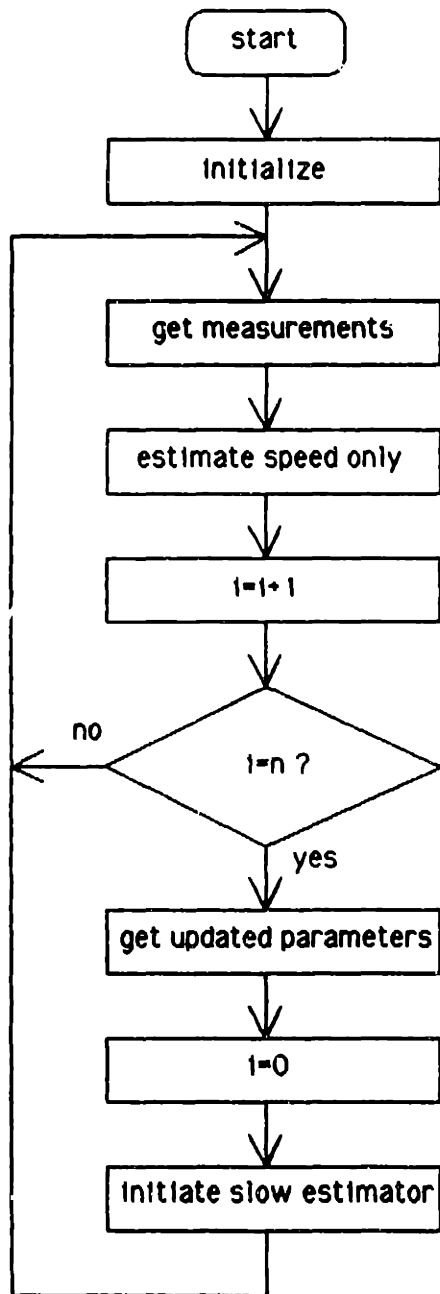 start
initialize
get measurements
estimate speed only
i=i+1
i=n ?
no
yes
get updated parameters
i=0
initiate slow estimator